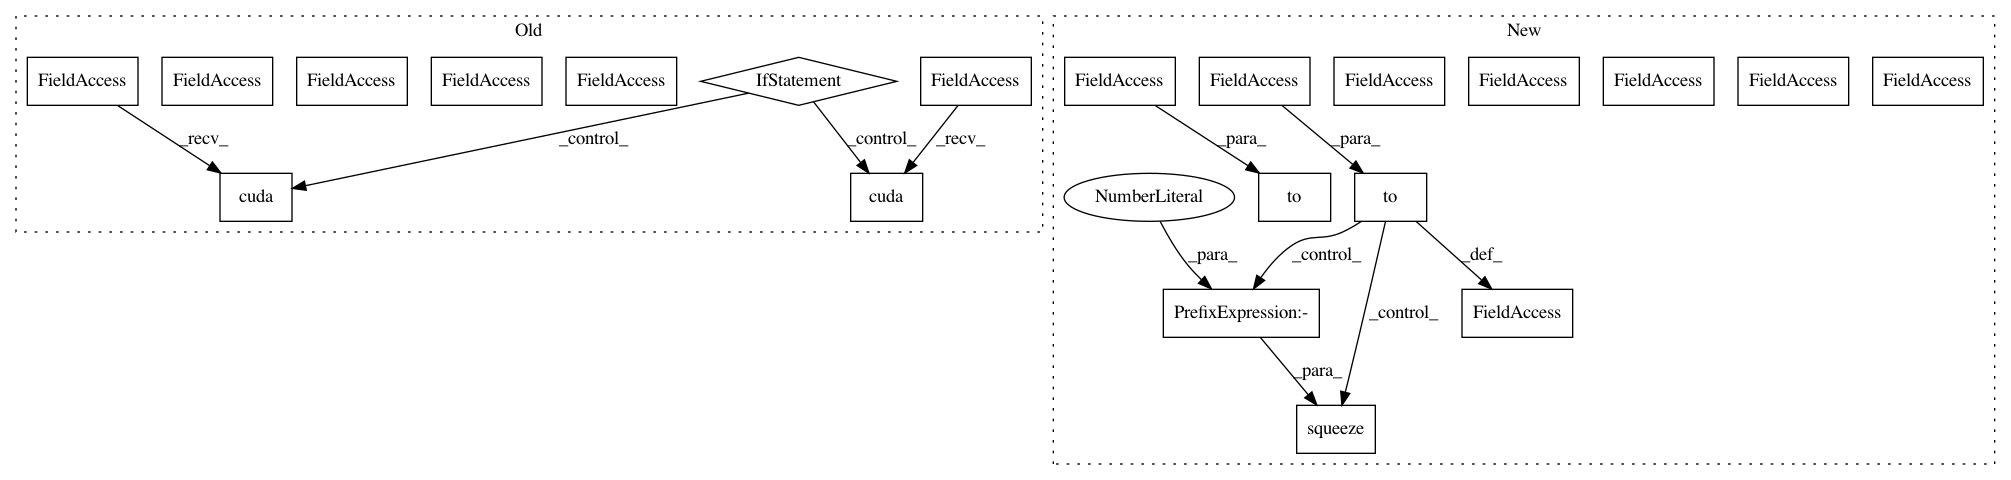 Old
New
FieldAccess
FieldAccess
FieldAccess
FieldAccess
FieldAccess
IfStatement
FieldAccess
FieldAccess
FieldAccess
FieldAccess
FieldAccess
FieldAccess
FieldAccess
FieldAccess
_recv_
_control_
_control_
_recv_
_para_
_para_
cuda
cuda
NumberLiteral
to
to
_para_
_control_
_def_
PrefixExpression:-
_control_
FieldAccess
_para_
squeeze